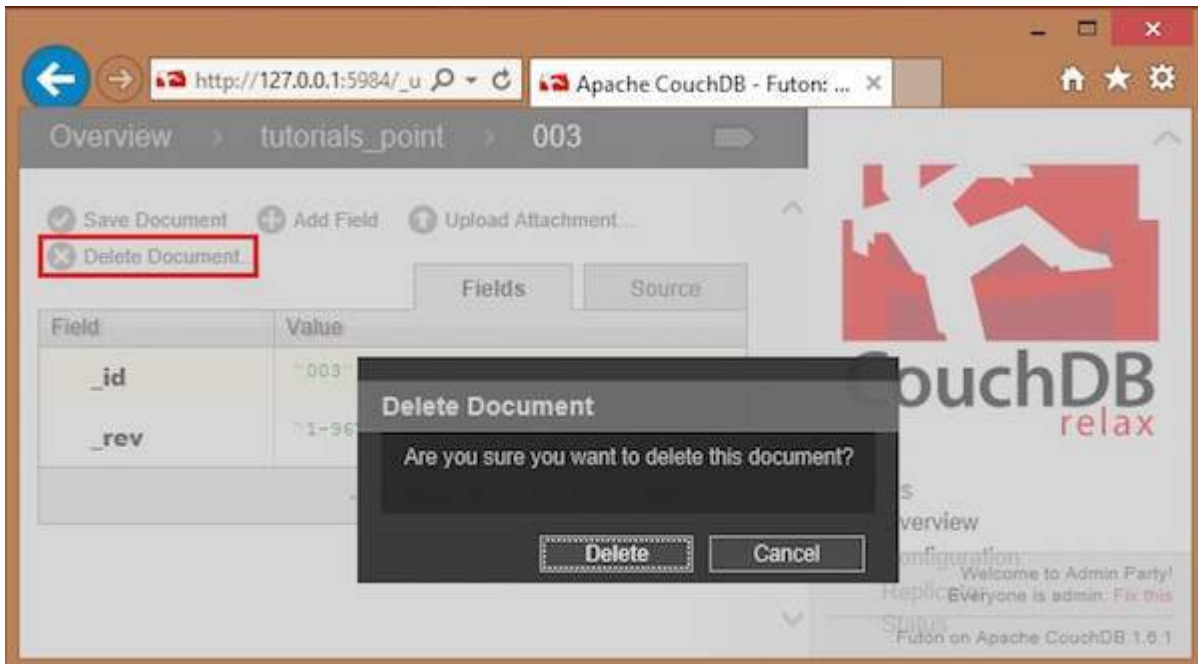 http://127.0.0.1:5984/_u
Apache CouchDB - Futon: ...
Overview
tutorials_point
003
Save Document
Add Field
Upload Attachment...
Delete Document...
Fields
Source
Field
Value
_id
"003"
_rev
"1-967
Delete Document
Are you sure you want to delete this document?
Delete
Cancel
CouchDB
relax
Welcome to Admin Party!
Everyone is admin. Fix this
Status
Futon on Apache CouchDB 1.6.1